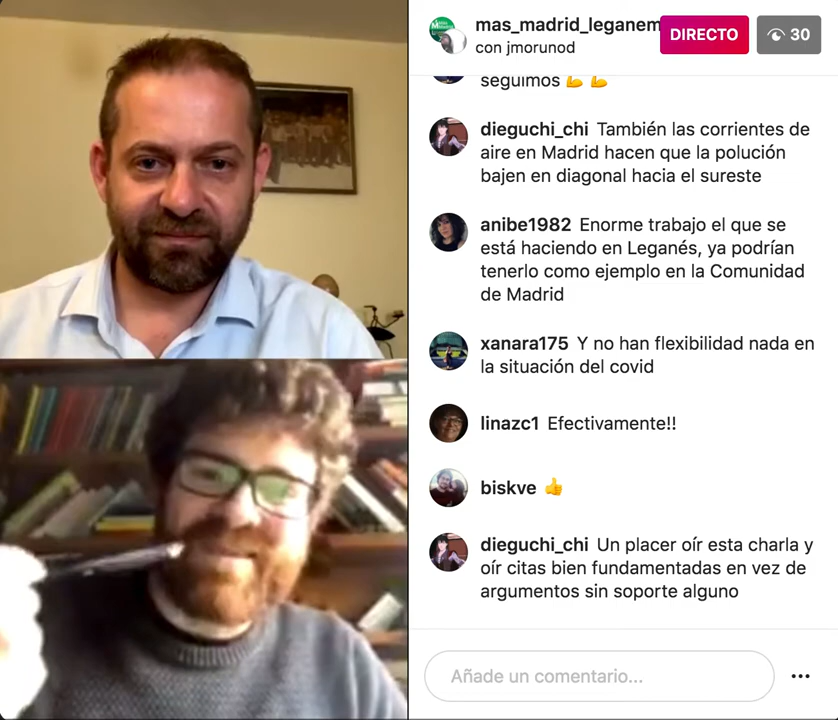 mas_madrid_leganem
con jmorunod
DIRECTO
30
seguimos 💪 💪
dieguchi_chi También las corrientes de
aire en Madrid hacen que la polución
bajen en diagonal hacia el sureste
anibe1982 Enorme trabajo el que se
está haciendo en Leganés, ya podrían
tenerlo como ejemplo en la Comunidad
de Madrid
xanara175 Y no han flexibilidad nada en
la situación del covid
linazc1 Efectivamente!!
biskve 👍
dieguchi_chi Un placer oír esta charla y
oír citas bien fundamentadas en vez de
argumentos sin soporte alguno
Añade un comentario...